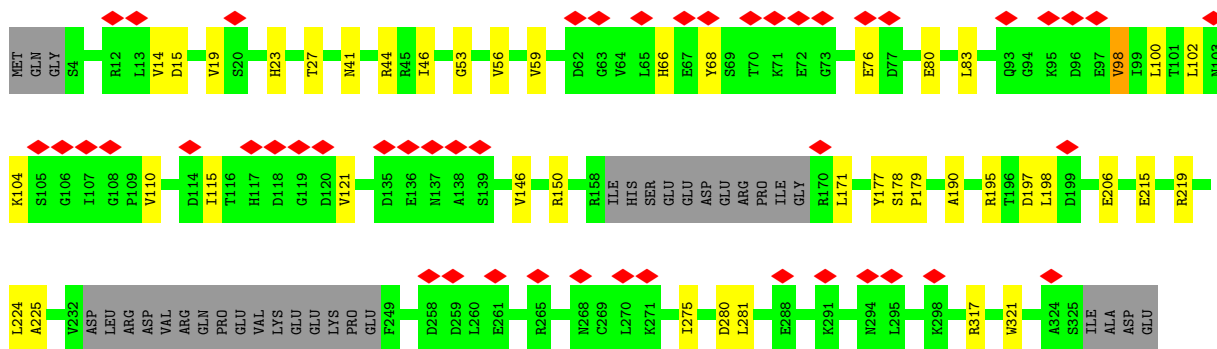 MET GLN GLY S4 R12 L13 V14 D15 V19 S20 H23 T27 N41 R44 R45 I46 G53 V56 V59 D62 G63 V64 L65 H66 E67 Y68 S69 T70 K71 E72 G73 E76 D77 E80 L83 Q93 G94 K95 D96 E97 V98 I99 L100 T101 L102 N103
K104 S105 G106 I107 G108 P109 V110 D114 I115 T116 H117 D118 G119 D120 V121 D135 E136 N137 A138 S139 V146 R150 R158 ILE HIS SER GLU GLU ASP GLU ARG PRO ILE GLY R170 L171 Y177 S178 P179 A190 R195 T196 D197 L198 D199 E206 E215 R219
L224 A225 V232 ASP LEU ARG ASP VAL ARG GLN PRO GLU VAL LYS GLU GLU LYS PRO GLU F249 D258 D259 L260 E261 R265 N268 C269 L270 K271 I275 D280 L281 E288 K291 N294 L295 K298 R317 W321 A324 S325 ILE ALA ASP GLU